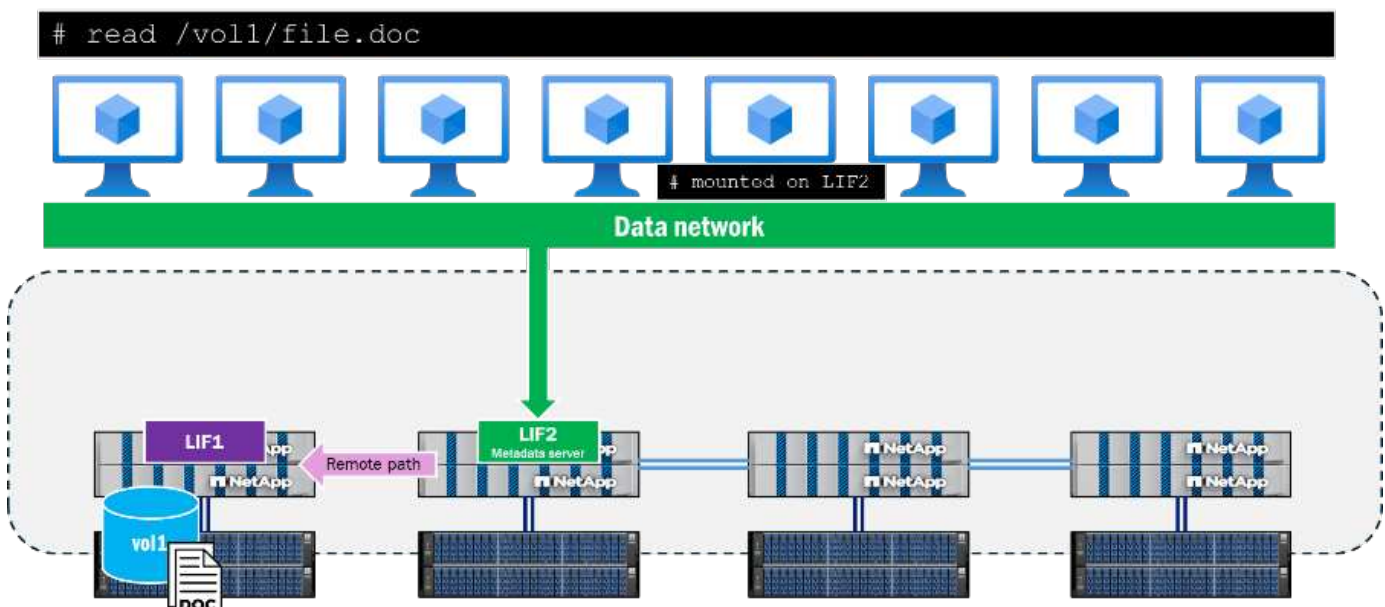 # read /vol1/file.doc
# mounted on LIF2
Data network
LIF1
LIF2
Metadata server
NetApp
NetApp
Remote path
NetApp
NetApp
NetApp
NetApp
vol1
DOC